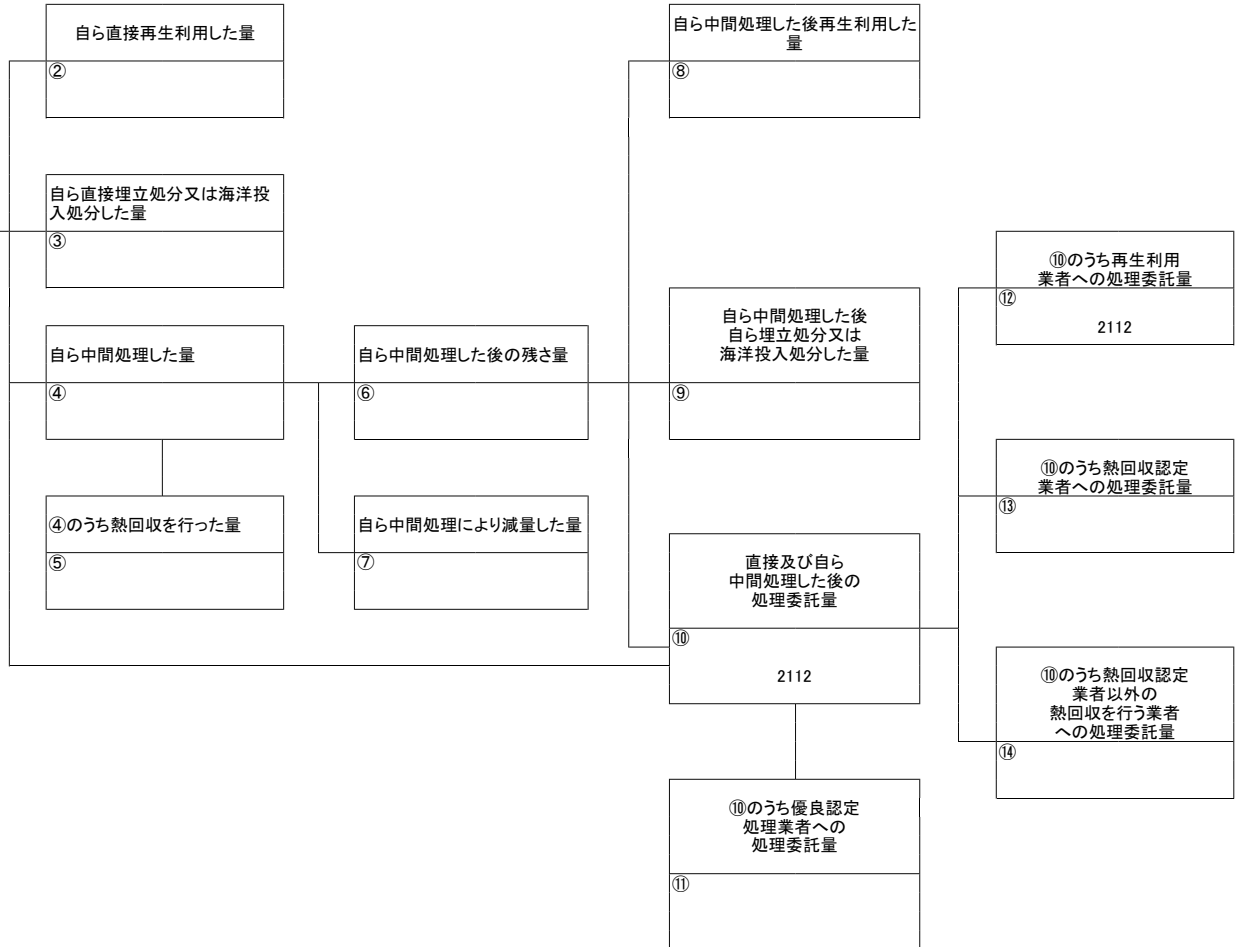 自ら直接再生利用した量
②
自ら中間処理した後再生利用した
量
⑧
自ら直接埋立処分又は海洋投
入処分した量
③
⑩のうち再生利用
業者への処理委託量
⑫
2112
自ら中間処理した量
④
自ら中間処理した後の残さ量
⑥
自ら中間処理した後
自ら埋立処分又は
海洋投入処分した量
⑨
⑩のうち熱回収認定
業者への処理委託量
⑬
④のうち熱回収を行った量
⑤
自ら中間処理により減量した量
⑦
直接及び自ら
中間処理した後の
処理委託量
⑩
2112
⑩のうち熱回収認定
業者以外の
熱回収を行う業者
への処理委託量
⑭
⑩のうち優良認定
処理業者への
処理委託量
⑪